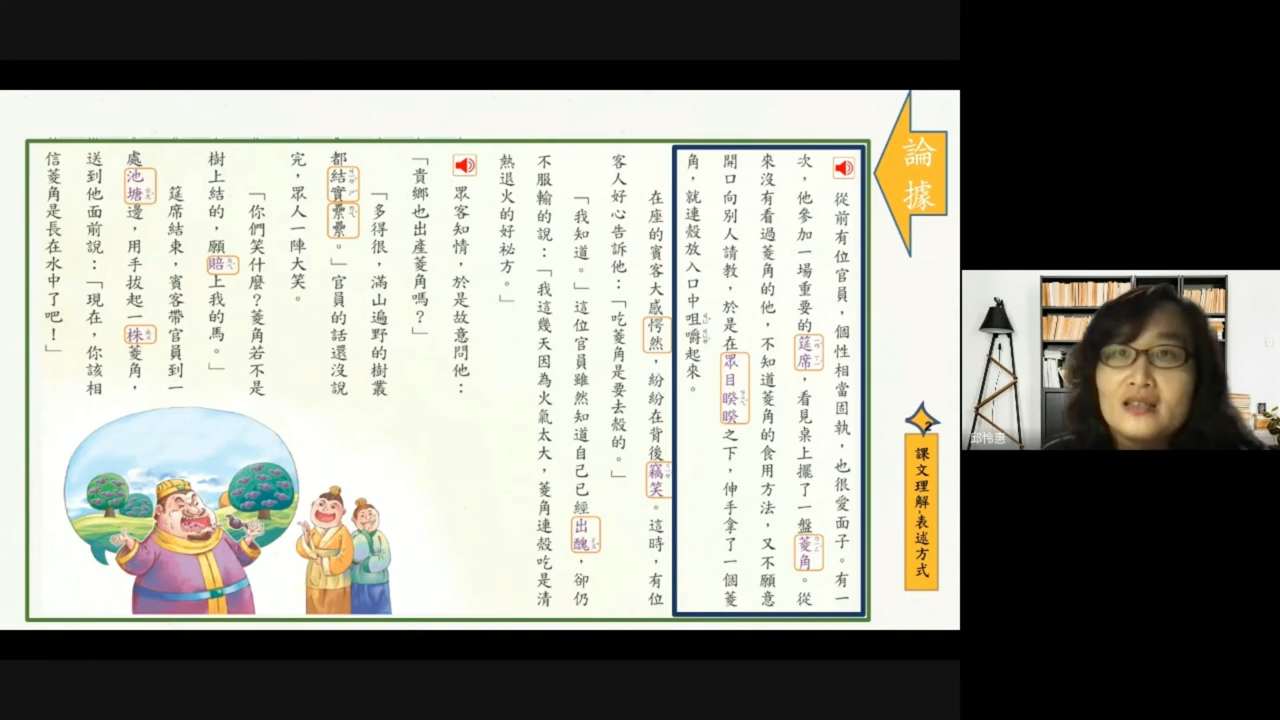 論據
2
課文理解-表述方式
從前有位官員，個性相當固執，也很愛面子。有一
次，他參加一場重要的筵席，看見桌上擺了一盤菱角。從
來沒有看過菱角的他，不知道菱角的食用方法，又不願意
開口向別人請教，於是在眾目睽睽之下，伸手拿了一個菱
角，就連殼放入口中咀嚼起來。
在座的賓客大感愕然，紛紛在背後竊笑。這時，有位
客人好心告訴他：「吃菱角是要去殼的。」
「我知道。」這位官員雖然知道自己已經出醜，卻仍
不服輸的說：「我這幾天因為火氣太大，菱角連殼吃是清
熱退火的好祕方。」
眾客知情，於是故意問他：
「貴鄉也出產菱角嗎？」
「多得很，滿山遍野的樹叢
都結實纍纍。」官員的話還沒說
完，眾人一陣大笑。
「你們笑什麼？菱角若不是
樹上結的，願賠上我的馬。」
筵席結束，賓客帶官員到一
處池塘邊，用手拔起一株菱角，
送到他面前說：「現在，你該相
信菱角是長在水中了吧！」
邱怜惠